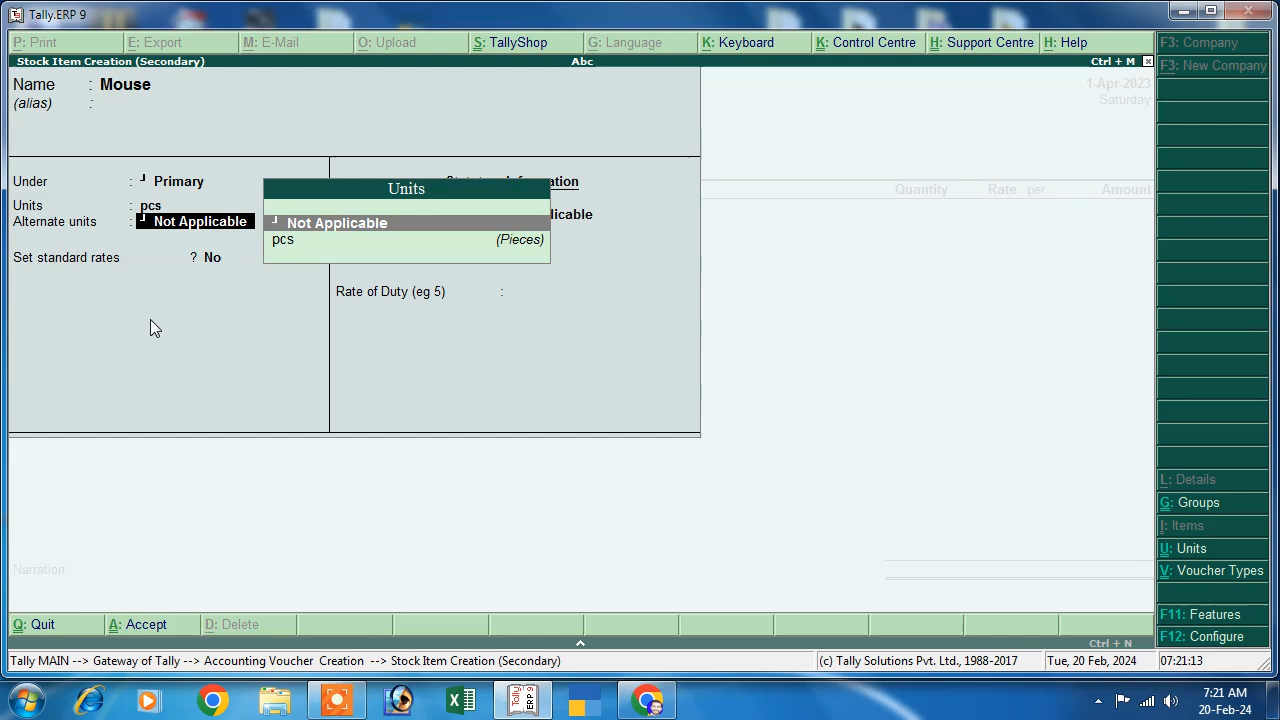 Tally.ERP 9
P: Print
E: Export
M: E-Mail
O: Upload
S: TallyShop
G: Language
K: Keyboard
K: Control Centre
H: Support Centre
H: Help
F3: Company
F3: New Company
Stock Item Creation (Secondary)
Abc
Ctrl + M
Name : Mouse
(alias) :
1-Apr-2023
Saturday
Under : Primary
Units : pcs
Alternate units : Not Applicable
Set standard rates ? No
Units
Not Applicable
pcs (Pieces)
Rate of Duty (eg 5) :
Quantity Rate per Amount
Narration:
L: Details
G: Groups
I: Items
U: Units
V: Voucher Types
F11: Features
F12: Configure
Q: Quit
A: Accept
D: Delete
Ctrl + N
Tally MAIN --> Gateway of Tally --> Accounting Voucher Creation --> Stock Item Creation (Secondary)
(c) Tally Solutions Pvt. Ltd., 1988-2017
Tue, 20 Feb, 2024
07:21:13
Tally
ERP 9
7:21 AM
20-Feb-24